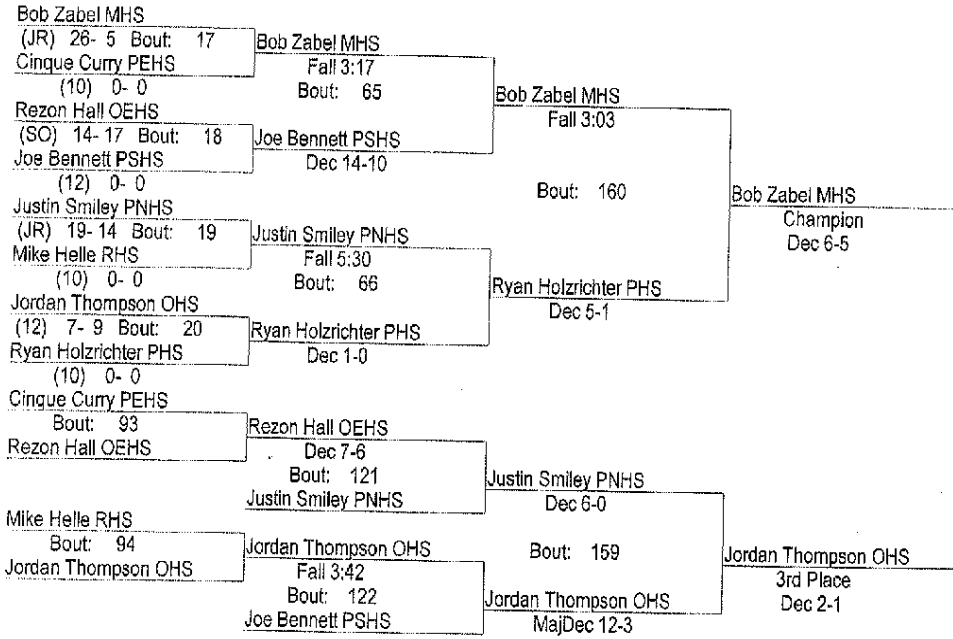 Bob Zabel MHS
(JR) 26- 5 Bout: 17
Cinque Curry PEHS
(10) 0- 0
Rezon Hall OEHS
(SO) 14- 17 Bout: 18
Joe Bennett PSHS
(12) 0- 0
Justin Smiley PNHS
(JR) 19- 14 Bout: 19
Mike Helle RHS
(10) 0- 0
Jordan Thompson OHS
(12) 7- 9 Bout: 20
Ryan Holzrichter PHS
(10) 0- 0
Bob Zabel MHS
Fall 3:17
Bout: 65
Joe Bennett PSHS
Dec 14-10
Justin Smiley PNHS
Fall 5:30
Bout: 66
Ryan Holzrichter PHS
Dec 1-0
Bob Zabel MHS
Fall 3:03
Bout: 160
Ryan Holzrichter PHS
Dec 5-1
Bob Zabel MHS
Champion
Dec 6-5
Cinque Curry PEHS
Bout: 93
Rezon Hall OEHS
Mike Helle RHS
Bout: 94
Jordan Thompson OHS
Rezon Hall OEHS
Dec 7-6
Bout: 121
Justin Smiley PNHS
Jordan Thompson OHS
Fall 3:42
Bout: 122
Joe Bennett PSHS
Justin Smiley PNHS
Dec 6-0
Bout: 159
Jordan Thompson OHS
MajDec 12-3
Jordan Thompson OHS
3rd Place
Dec 2-1